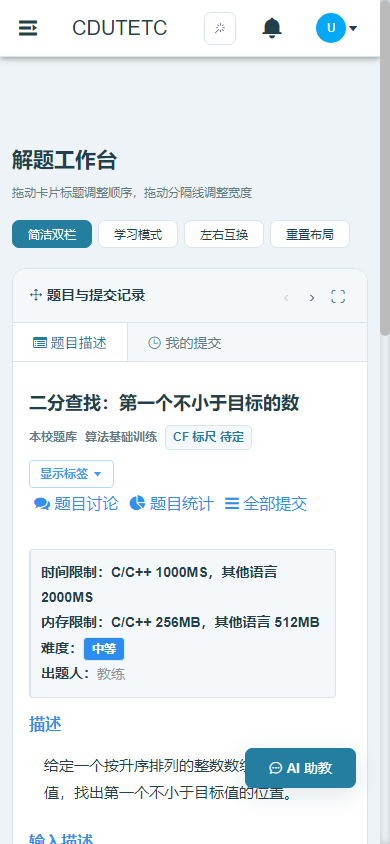 CDUTETC
U
解题工作台
拖动卡片标题调整顺序，拖动分隔线调整宽度
简洁双栏 学习模式 左右互换 重置布局
题目与提交记录
题目描述 我的提交
二分查找：第一个不小于目标的数
本校题库 算法基础训练 CF 标尺 待定
显示标签
题目讨论 题目统计 全部提交
时间限制：C/C++ 1000MS，其他语言
2000MS
内存限制：C/C++ 256MB，其他语言 512MB
难度： 中等
出题人：教练
描述
给定一个按升序排列的整数数
AI 助教
值，找出第一个不小于目标值的位置。
输入描述